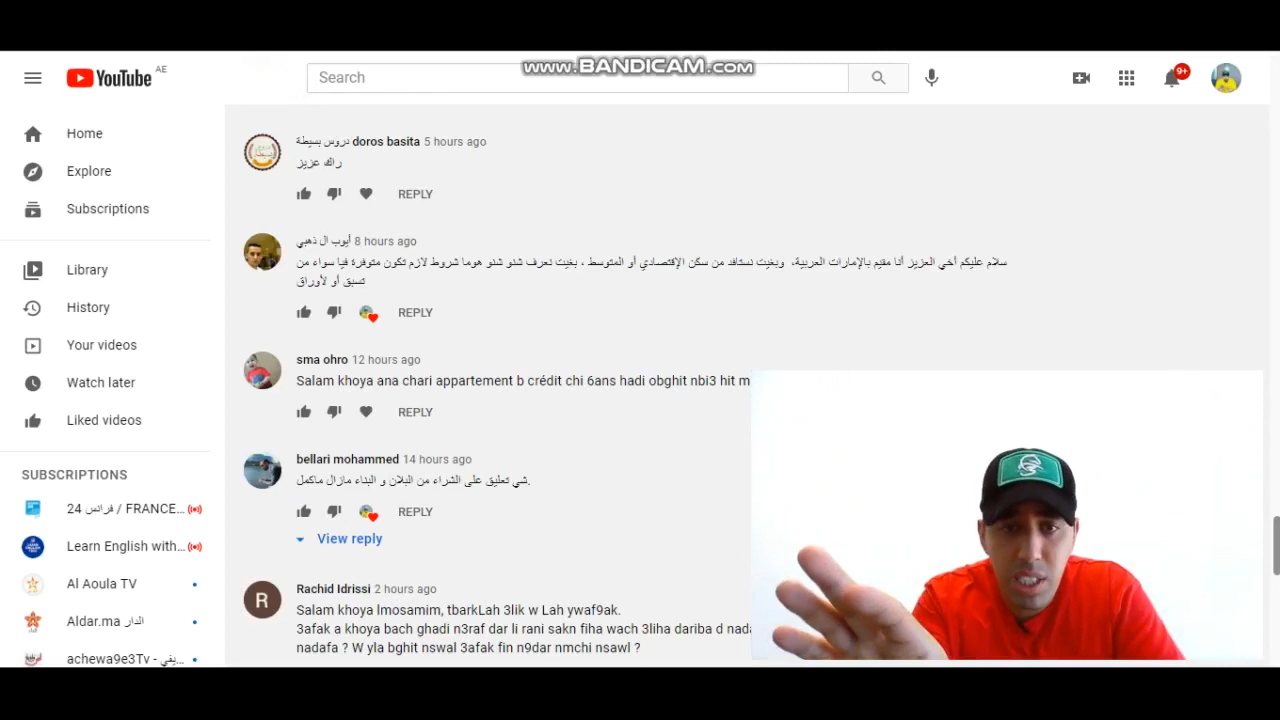 www.BANDICAM.com
YouTube AE
Search
9+
Home
Explore
Subscriptions
Library
History
Your videos
Watch later
Liked videos
SUBSCRIPTIONS
24 فرانس / FRANCE...
Learn English with...
Al Aoula TV
Aldar.ma الدار
achewa9e3Tv -
دروس بسيطة doros basita 5 hours ago
راك عزيز
REPLY
أيوب ال ذهبي 8 hours ago
سلام عليكم أخي العزيز أنا مقيم بالإمارات العربية، وبغيت نستافد من سكن الإقتصادي أو المتوسط ، بغيت تعرف شنو شنو هوما شروط لازم تكون متوفرة فيا سواء من
تسبق أو لأوراق
REPLY
sma ohro 12 hours ago
Salam khoya ana chari appartement b crédit chi 6ans hadi obghit nbi3 hit m
REPLY
bellari mohammed 14 hours ago
شي تعليق على الشراء من البلان و البناء مازال ماكمل.
REPLY
View reply
R
Rachid Idrissi 2 hours ago
Salam khoya lmosamim, tbarkLah 3lik w Lah ywaf9ak.
3afak a khoya bach ghadi n3raf dar li rani sakn fiha wach 3liha dariba d nada
nadafa ? W yla bghit nswal 3afak fin n9dar nmchi nsawl ?